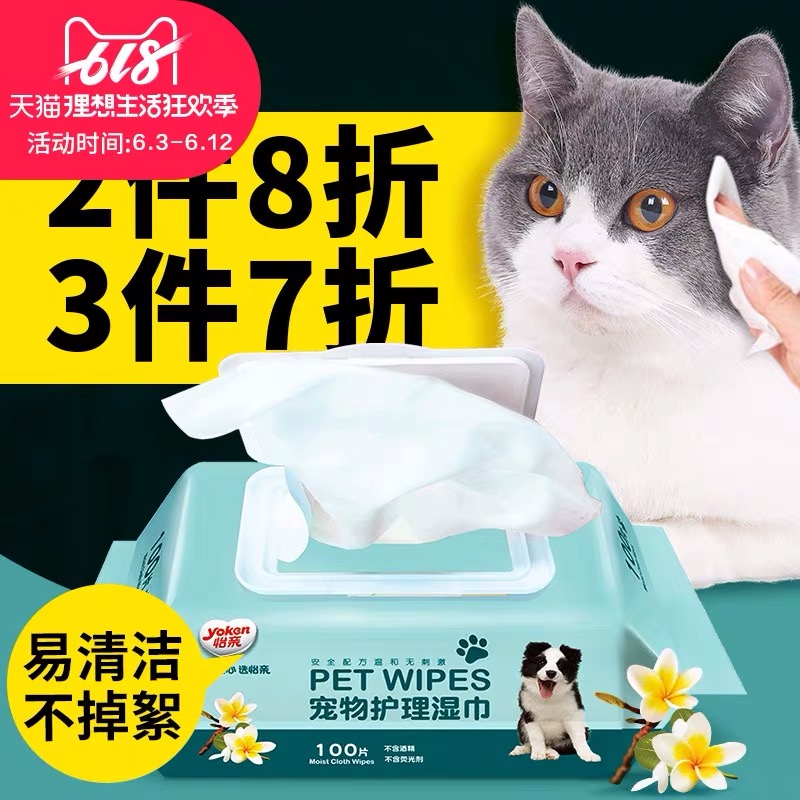 618
天猫理想生活狂欢季
活动时间:6.3-6.12
2件8折
3件7折
yoken
怡亲
选怡亲
安全配方温和无刺激
PET WIPES
宠物护理湿巾
100片
Moist Cloth Wipes
不含酒精
不含荧光剂
易清洁
不掉絮